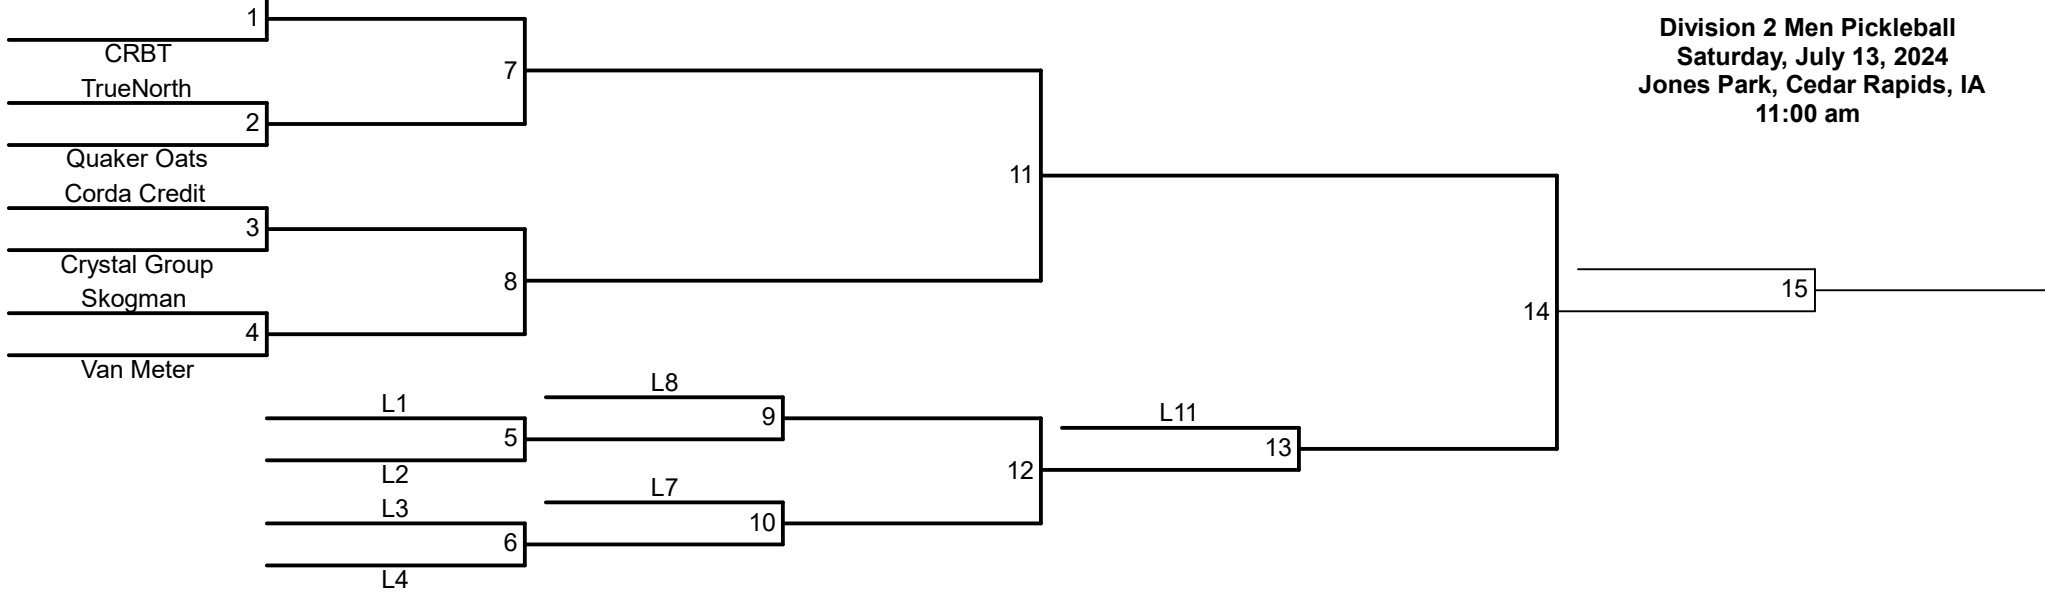 Division 2 Men Pickleball
Saturday, July 13, 2024
Jones Park, Cedar Rapids, IA
11:00 am
1
CRBT
7
TrueNorth
2
Quaker Oats
Corda Credit
11
3
Crystal Group
8
Skogman
15
14
4
Van Meter
L8
L1
9
L11
5
13
L2
12
L7
L3
10
6
L4